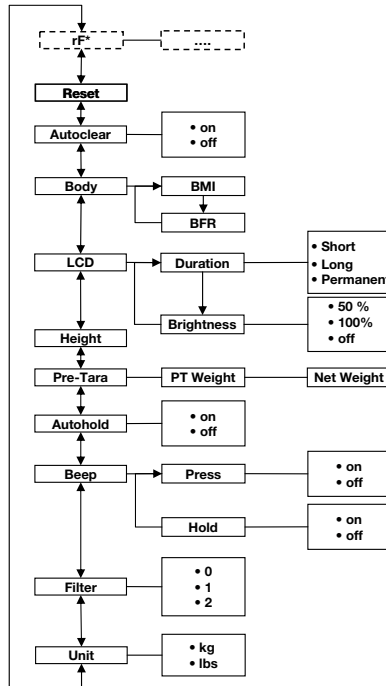 rF*
....
Reset
Autoclear
• on
• off
Body
BMI
BFR
LCD
Duration
• Short
• Long
• Permanent
Brightness
• 50 %
• 100%
• off
Height
Pre-Tara
PT Weight
Net Weight
Autohold
• on
• off
Beep
Press
• on
• off
Hold
• on
• off
Filter
• 0
• 1
• 2
Unit
• kg
• lbs